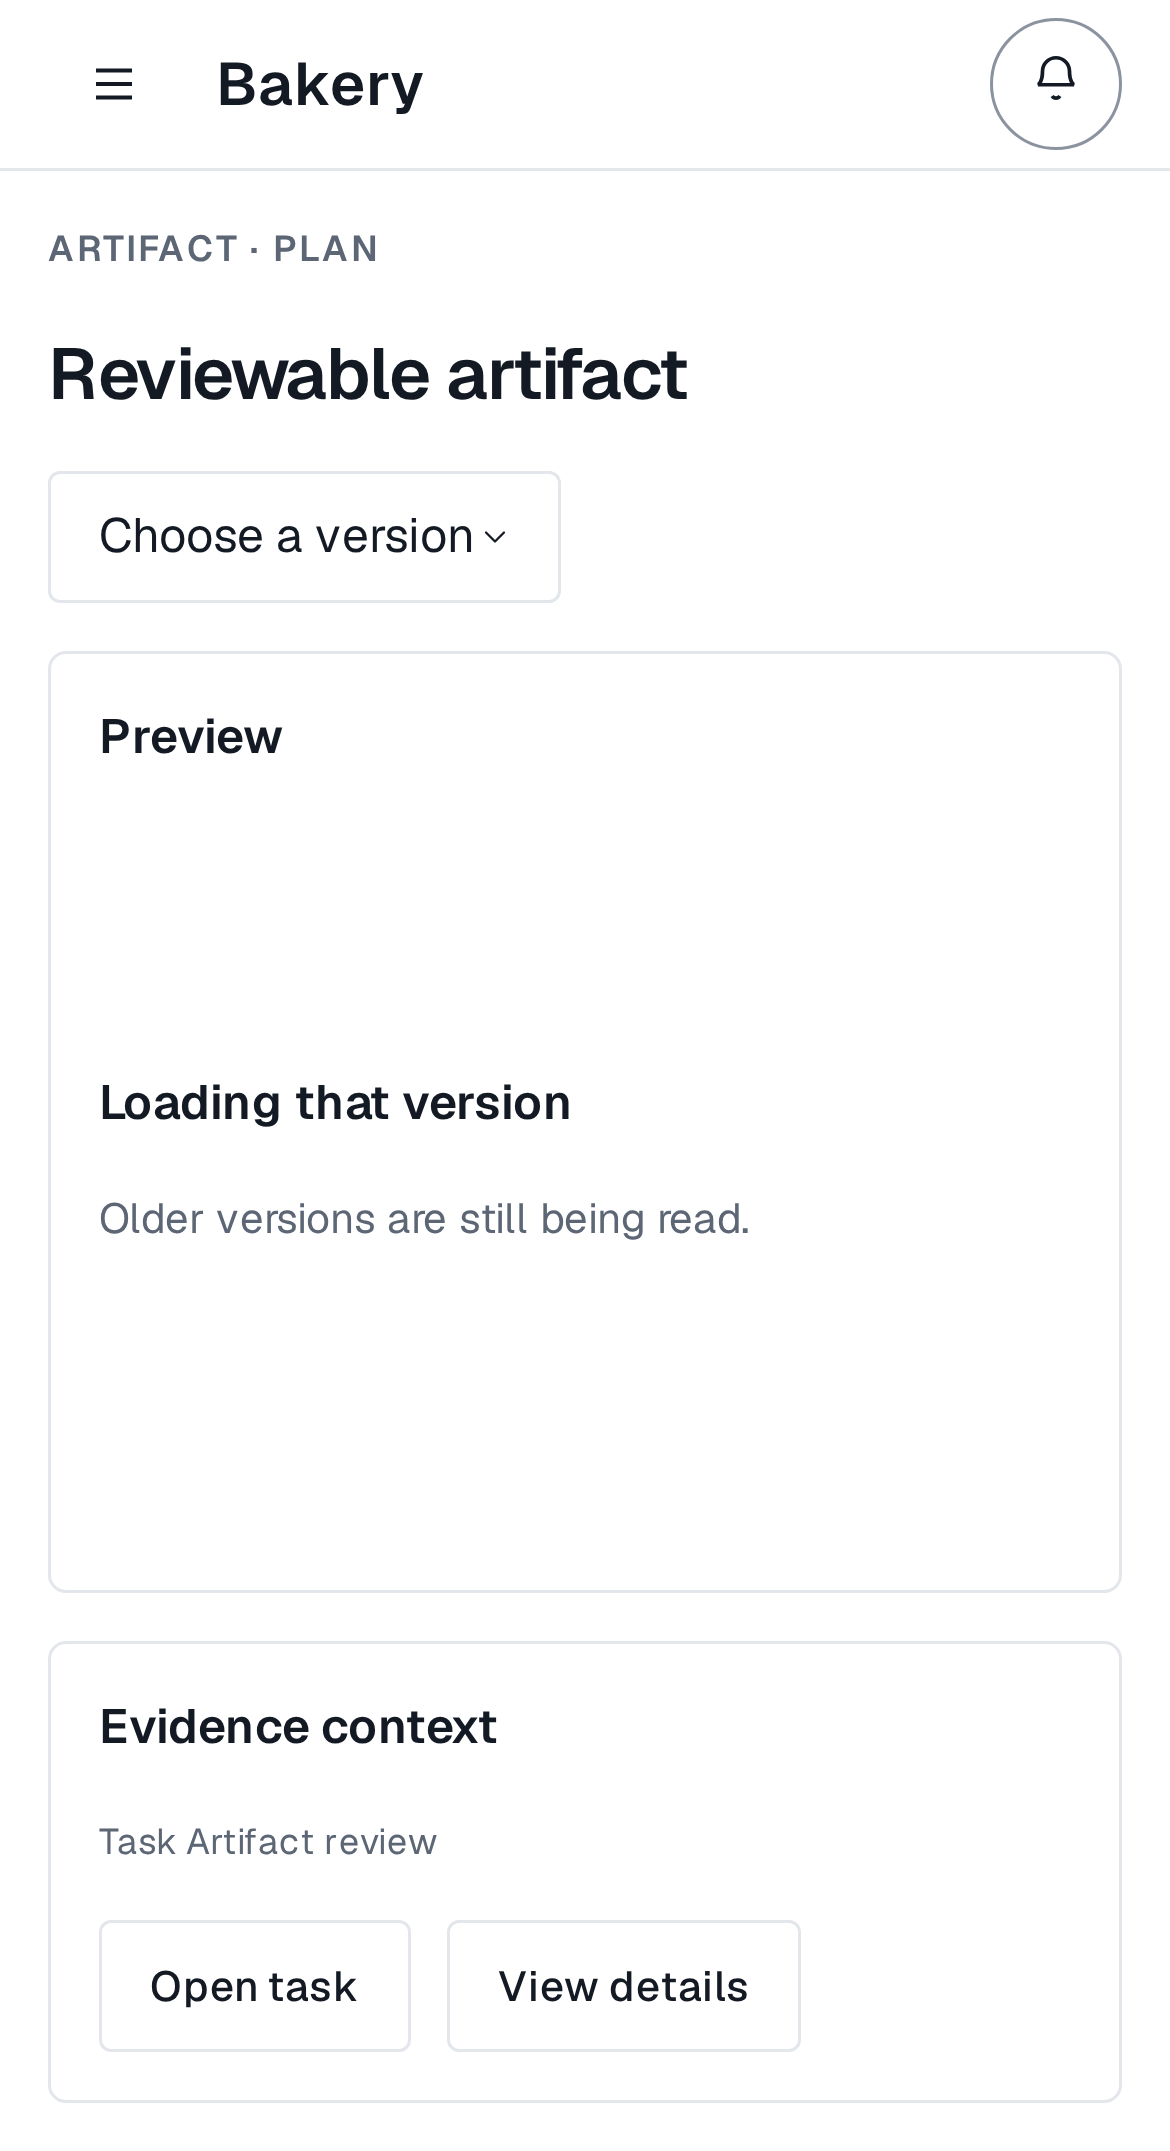 Bakery
ARTIFACT · PLAN
Reviewable artifact
Choose a version
Preview
Loading that version
Older versions are still being read.
Evidence context
Task Artifact review
Open task
View details